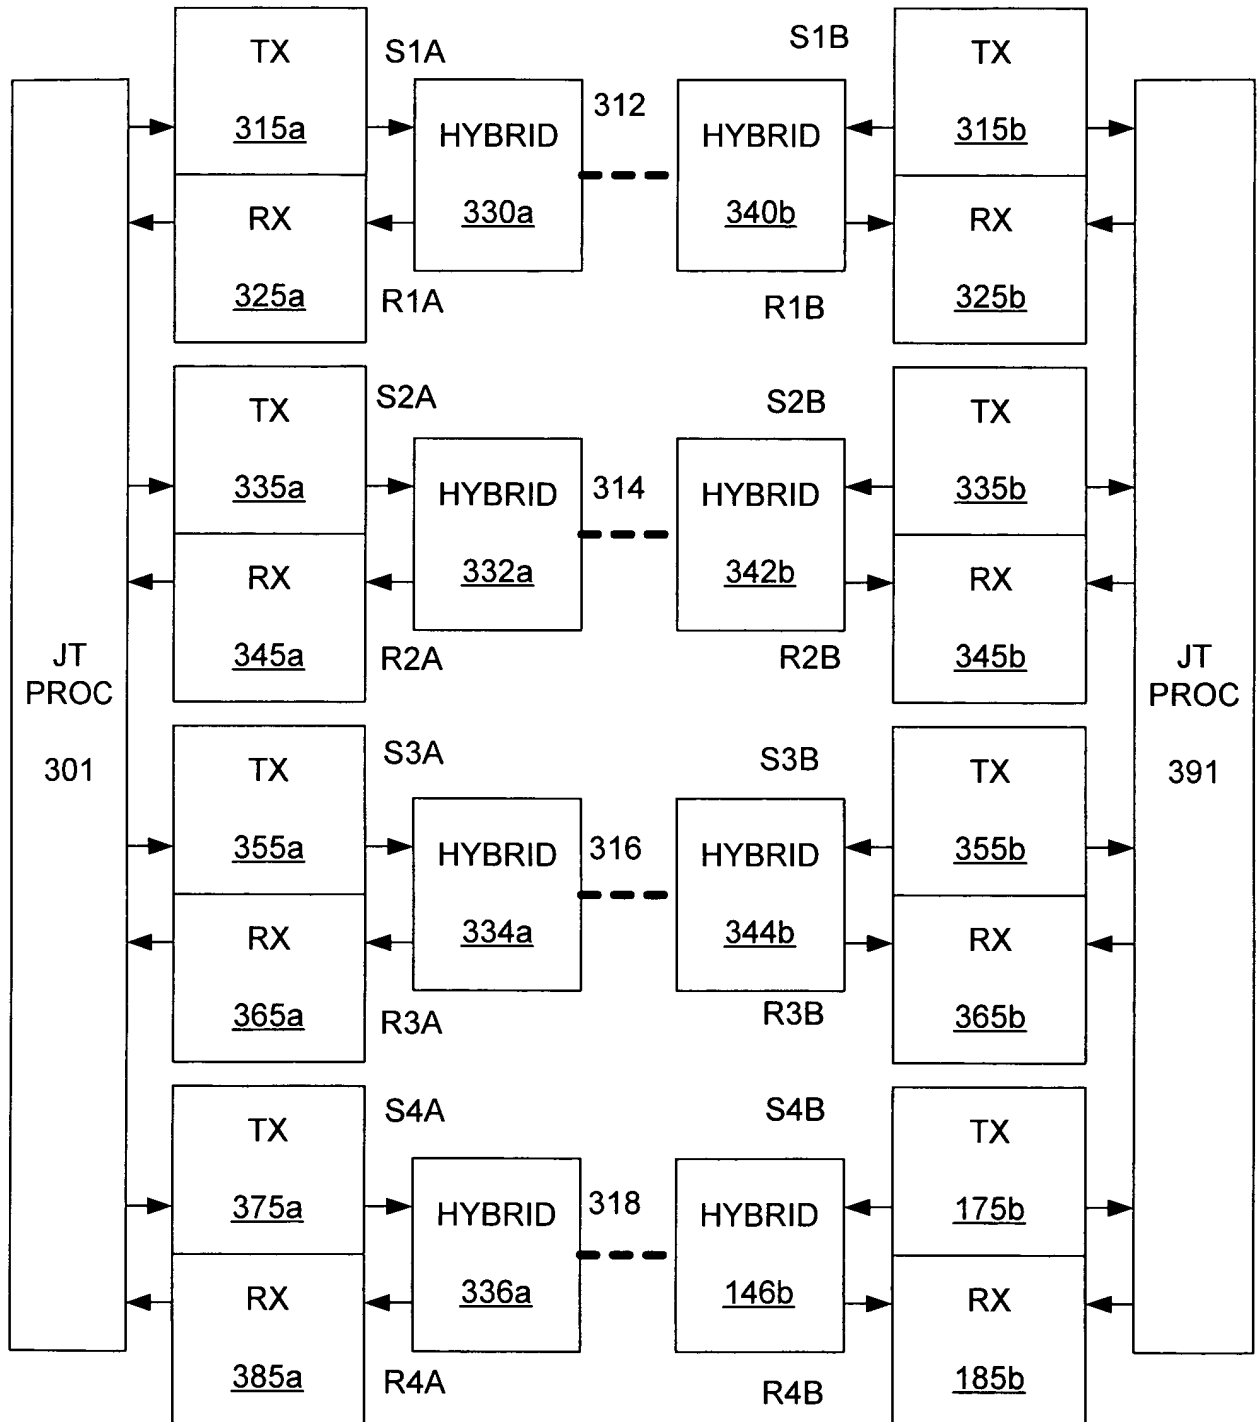 TX
S1A
S1B
TX
315a
HYBRID
312
HYBRID
315b
RX
330a
340b
RX
325a
R1A
R1B
325b
TX
S2A
S2B
TX
335a
HYBRID
314
HYBRID
335b
RX
332a
342b
RX
345a
R2A
R2B
345b
JT
PROC
301
JT
PROC
391
TX
S3A
S3B
TX
355a
HYBRID
316
HYBRID
355b
RX
334a
344b
RX
365a
R3A
R3B
365b
TX
S4A
S4B
TX
375a
HYBRID
318
HYBRID
175b
RX
336a
146b
RX
385a
R4A
R4B
185b